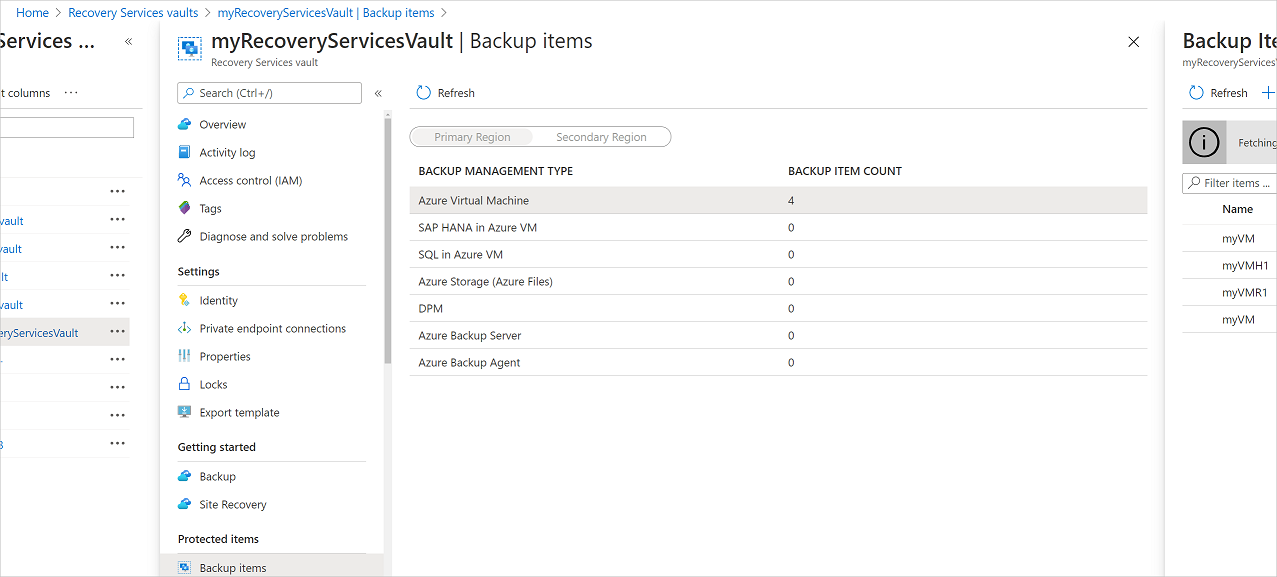 Home > Recovery Services vaults > myRecoveryServicesVault | Backup items >
Services ... «
t columns ...
vault
vault
lt
vault
eryServicesVault
myRecoveryServicesVault | Backup items
Recovery Services vault
Search (Ctrl+/) «
Overview
Activity log
Access control (IAM)
Tags
Diagnose and solve problems
Settings
Identity
Private endpoint connections
Properties
Locks
Export template
Getting started
Backup
Site Recovery
Protected items
Backup items
Refresh
Primary Region Secondary Region
BACKUP MANAGEMENT TYPE BACKUP ITEM COUNT
Azure Virtual Machine 4
SAP HANA in Azure VM 0
SQL in Azure VM 0
Azure Storage (Azure Files) 0
DPM 0
Azure Backup Server 0
Azure Backup Agent 0
Backup Ite
myRecoveryServices
Refresh
Fetching
Filter items ...
Name
myVM
myVMH1
myVMR1
myVM